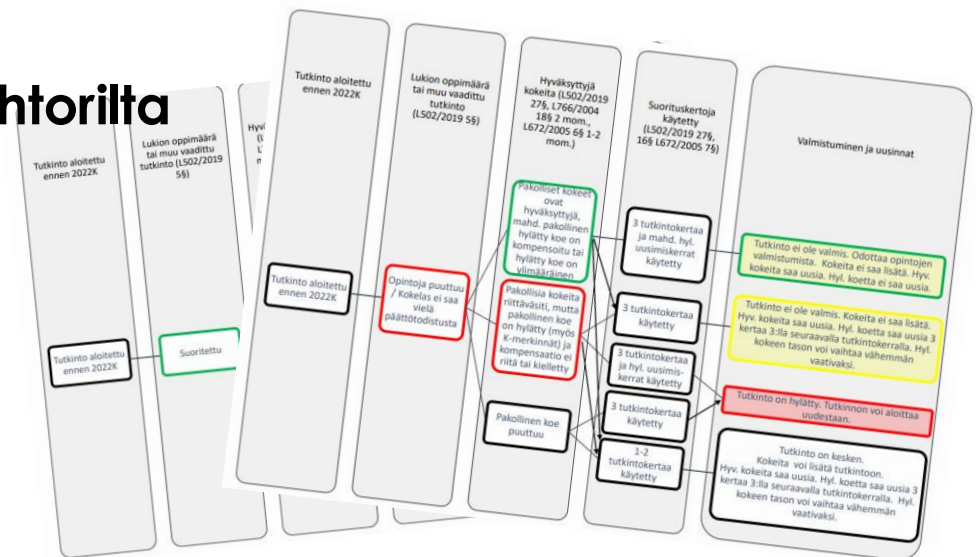 htorilta
Tutkinto aloitettu
ennen 2022K
Lukion oppimäärä
tai muu vaadittu
tutkinto (L502/2019
5§)
Tutkinto aloitettu
ennen 2022K
Suoritettu
Tutkinto aloitettu
ennen 2022K
Lukion oppimäärä
tai muu vaadittu
tutkinto
(L502/2019 5§)
Hyväksyttyjä
kokeita (L502/2019
27§, L766/2004
18§ 2 mom.,
L672/2005 6§ 1-2
mom.)
Suorituskertoja
käytetty
(L502/2019 27§,
16§ L672/2005 7§)
Valmistuminen ja uusinnat
Tutkinto aloitettu
ennen 2022K
Opintoja puuttuu
/ Kokelas ei saa
vielä
päättötodistusta
Pakolliset kokeet
ovat
hyväksyttyjä,
mahd. pakollinen
hylätty koe on
kompensoitu tai
hylätty koe on
ylimääräinen
Pakollisia kokeita
riittäväsiti, mutta
pakollinen koe
on hylätty (myös
K-merkinnät) ja
kompensaatio ei
riitä tai kielletty
Pakollinen koe
puuttuu
3 tutkintokertaa
ja mahd. hyl.
uusimiskerrat
käytetty
3 tutkintokertaa
käytetty
3 tutkintokertaa
ja hyl. uusimis-
kerrat käytetty
3 tutkintokertaa
käytetty
1-2
tutkintokertaa
käytetty
Tutkinto ei ole valmis. Odottaa opintojen
valmistumista. Kokeita ei saa lisätä. Hyv.
kokeita saa uusia. Hyl. koetta ei saa uusia.
Tutkinto ei ole valmis. Kokeita ei saa lisätä.
Hyv. kokeita saa uusia. Hyl. koetta saa uusia 3
kertaa 3:lla seuraavalla tutkintokerralla. Hyl.
kokeen tason voi vaihtaa vähemmän
vaativaksi.
Tutkinto on hylätty. Tutkinnon voi aloittaa
uudestaan.
Tutkinto on kesken.
Kokeita voi lisätä tutkintoon.
Hyv. kokeita saa uusia. Hyl. koetta saa uusia 3
kertaa 3:lla seuraavalla tutkintokerralla. Hyl.
kokeen tason voi vaihtaa vähemmän
vaativaksi.